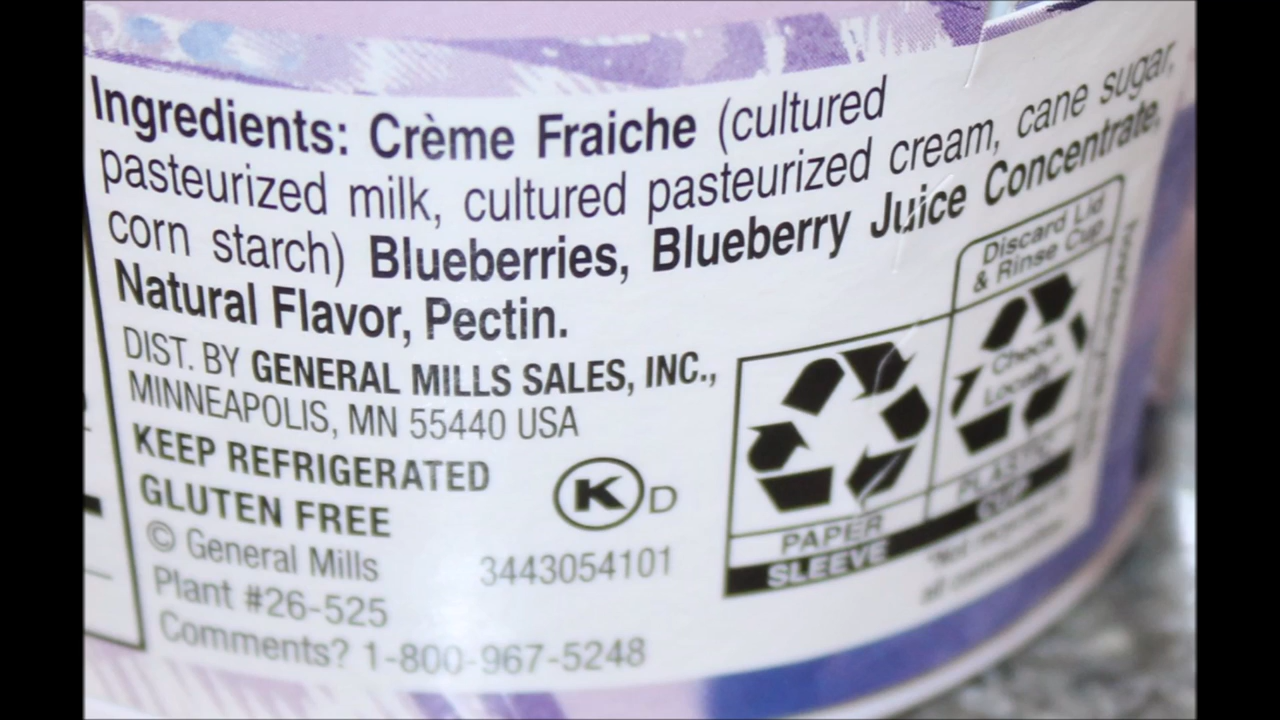 Ingredients: Crème Fraiche (cultured
pasteurized milk, cultured pasteurized cream, cane sugar,
corn starch) Blueberries, Blueberry Juice Concentrate,
Natural Flavor, Pectin.
DIST. BY GENERAL MILLS SALES, INC.,
MINNEAPOLIS, MN 55440 USA
KEEP REFRIGERATED
GLUTEN FREE
K D
© General Mills
3443054101
Plant #26-525
Comments? 1-800-967-5248
PAPER
SLEEVE
Discard Lid
& Rinse Cup
Check
Locally*
PLASTIC
CUP